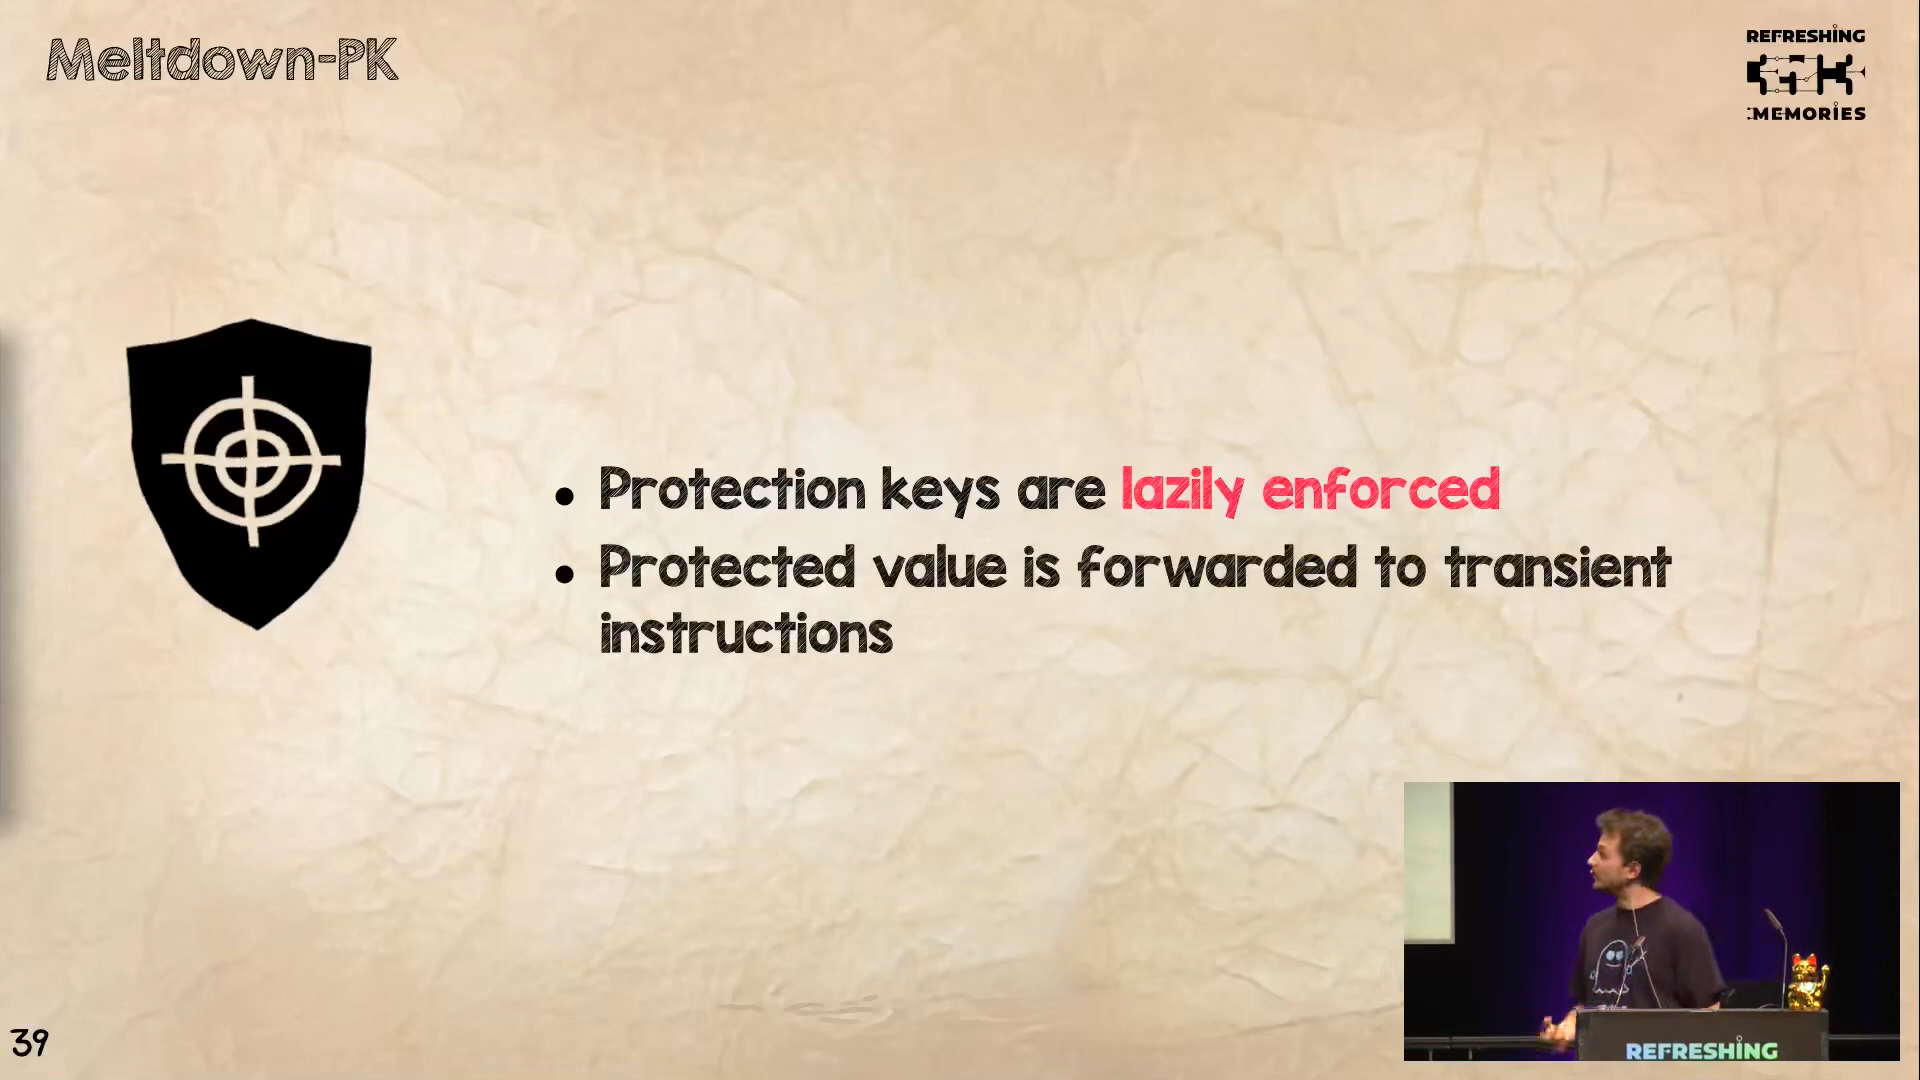 Meltdown-PK
REFRESHING
MEMORIES
• Protection keys are lazily enforced
• Protected value is forwarded to transient
instructions
39
REFRESHING